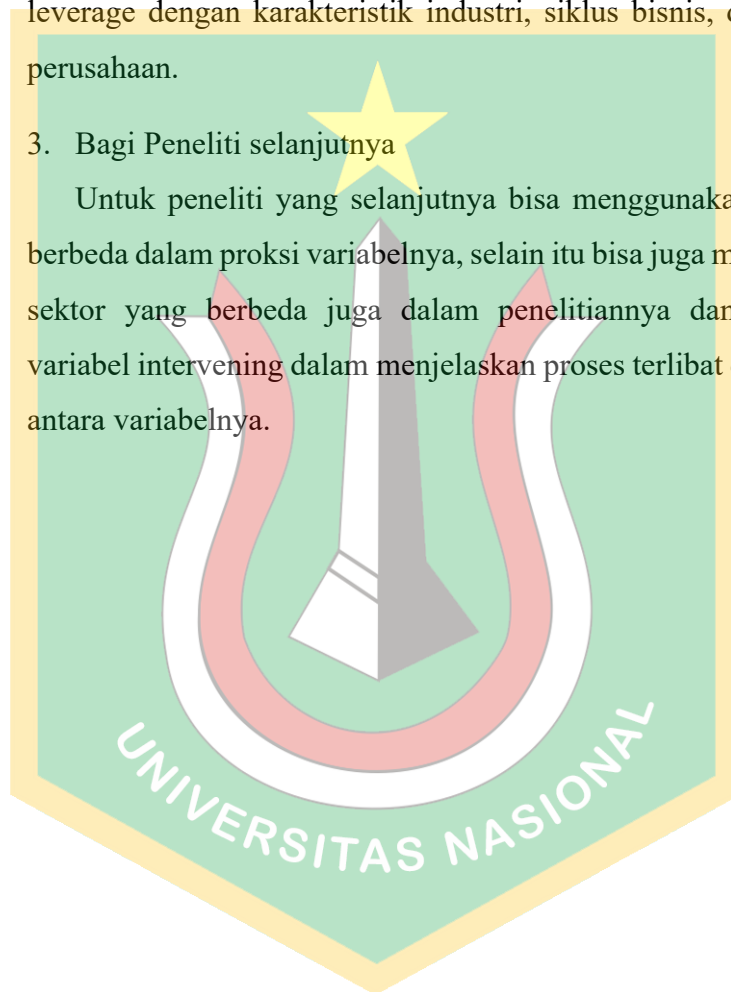 leverage dengan karakteristik industri, siklus bisnis,
perusahaan.
3. Bagi Peneliti selanjutnya
Untuk peneliti yang selanjutnya bisa
berbeda dalam proksi variabelnya, selain itu bisa juga
sektor yang berbeda juga dalam penelitiannya dan
variabel intervening dalam menjelaskan proses terlibat
antara variabelnya.
UNIVERSITAS NASIONAL